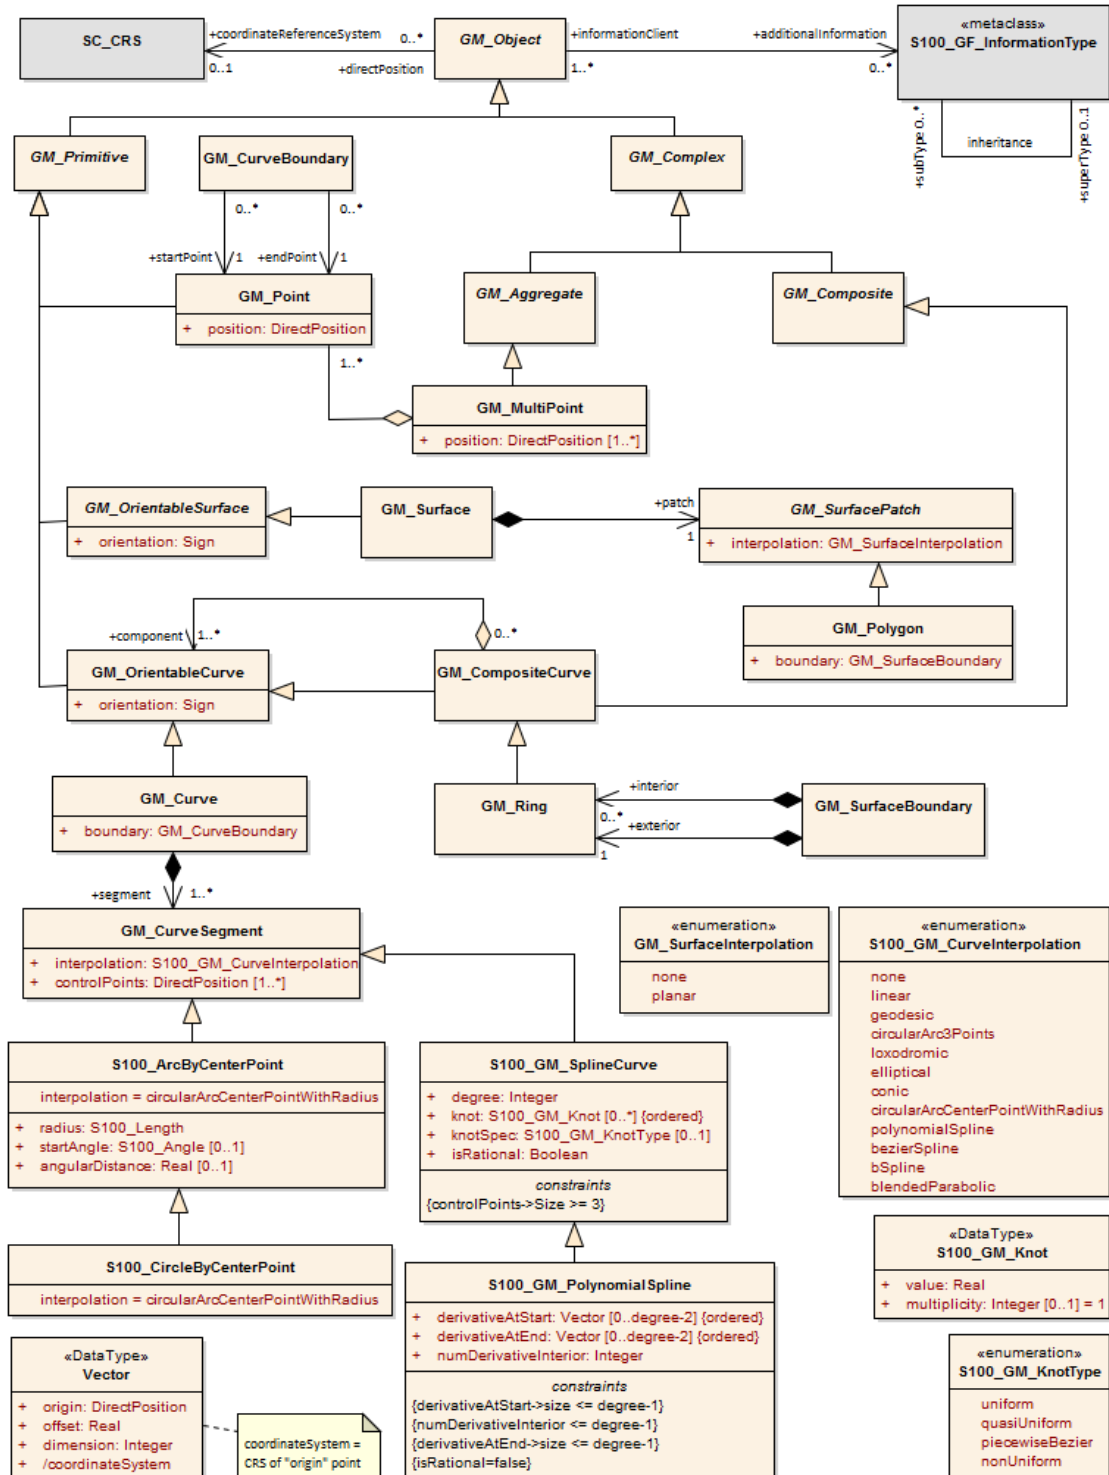 SC_CRS
+coordinateReferenceSystem
0..*
0..1
+directPosition
GM_Object
+informationClient
1..*
+additionalInformation
0..*
«metaclass»
S100_GF_InformationType
+subType 0..*
inheritance
+superType 0..1
GM_Primitive
GM_CurveBoundary
GM_Complex
0..*
0..*
+startPoint
1
+endPoint
1
GM_Point
+ position: DirectPosition
1..*
GM_Aggregate
GM_Composite
GM_MultiPoint
+ position: DirectPosition [1..*]
GM_OrientableSurface
+ orientation: Sign
GM_Surface
+patch
1
GM_SurfacePatch
+ interpolation: GM_SurfaceInterpolation
GM_Polygon
+ boundary: GM_SurfaceBoundary
+component
1..*
0..*
GM_OrientableCurve
+ orientation: Sign
GM_CompositeCurve
GM_Curve
+ boundary: GM_CurveBoundary
GM_Ring
+interior
0..*
+exterior
1
GM_SurfaceBoundary
+segment
1..*
GM_CurveSegment
+ interpolation: S100_GM_CurveInterpolation
+ controlPoints: DirectPosition [1..*]
«enumeration»
GM_SurfaceInterpolation
none
planar
«enumeration»
S100_GM_CurveInterpolation
none
linear
geodesic
circularArc3Points
loxodromic
elliptical
conic
circularArcCenterPointWithRadius
polynomialSpline
bezierSpline
bSpline
blendedParabolic
S100_ArcByCenterPoint
interpolation = circularArcCenterPointWithRadius
+ radius: S100_Length
+ startAngle: S100_Angle [0..1]
+ angularDistance: Real [0..1]
S100_GM_SplineCurve
+ degree: Integer
+ knot: S100_GM_Knot [0..*] {ordered}
+ knotSpec: S100_GM_KnotType [0..1]
+ isRational: Boolean
constraints
{controlPoints->Size >= 3}
S100_CircleByCenterPoint
interpolation = circularArcCenterPointWithRadius
S100_GM_PolynomialSpline
+ derivativeAtStart: Vector [0..degree-2] {ordered}
+ derivativeAtEnd: Vector [0..degree-2] {ordered}
+ numDerivativeInterior: Integer
constraints
{derivativeAtStart->size <= degree-1}
{numDerivativeInterior <= degree-1}
{derivativeAtEnd->size <= degree-1}
{isRational=false}
«DataType»
S100_GM_Knot
+ value: Real
+ multiplicity: Integer [0..1] = 1
«enumeration»
S100_GM_KnotType
uniform
quasiUniform
piecewiseBezier
nonUniform
«DataType»
Vector
+ origin: DirectPosition
+ offset: Real
+ dimension: Integer
+ /coordinateSystem
coordinateSystem =
CRS of "origin" point